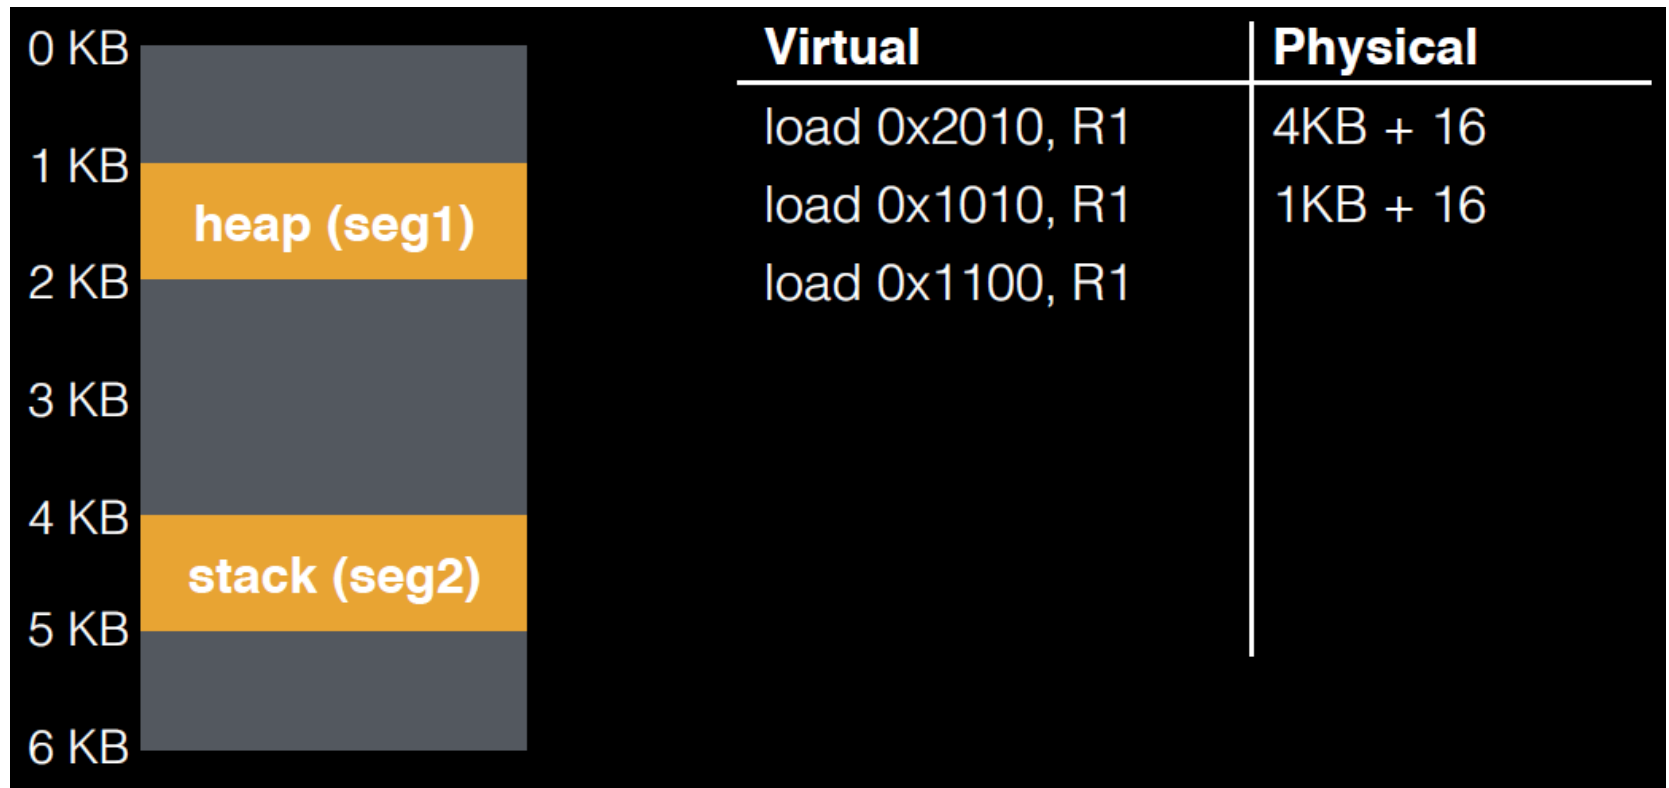 0 KB
1 KB
heap (seg1)
2 KB
3 KB
4 KB
stack (seg2)
5 KB
6 KB
Virtual Physical
load 0x2010, R1 4KB + 16
load 0x1010, R1 1KB + 16
load 0x1100, R1